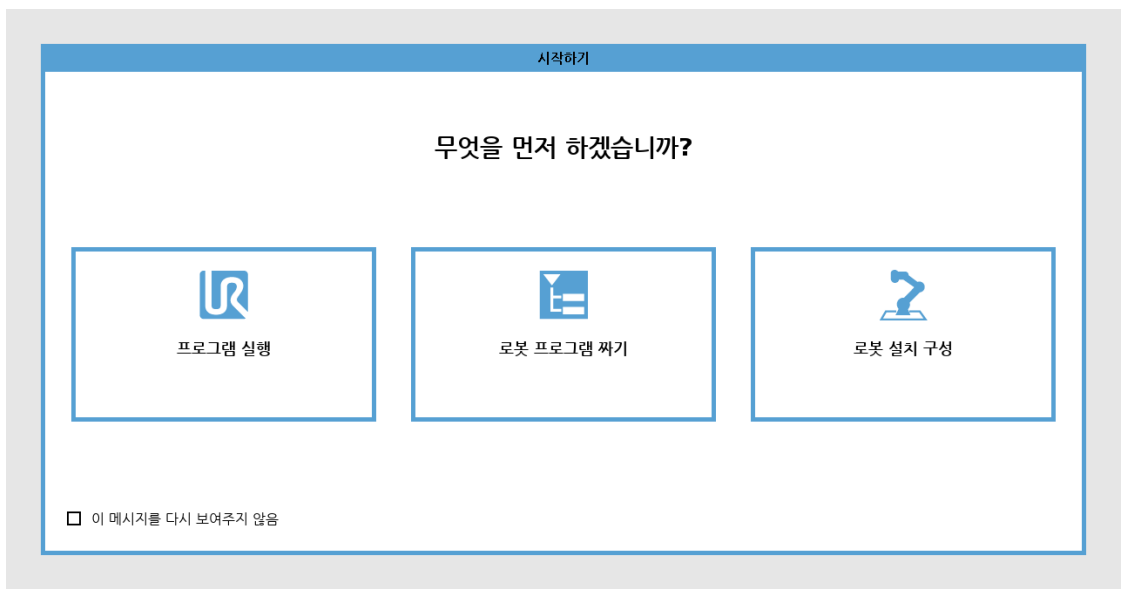 시작하기
무엇을 먼저 하겠습니까?
프로그램 실행
로봇 프로그램 짜기
로봇 설치 구성
이 메시지를 다시 보여주지 않음